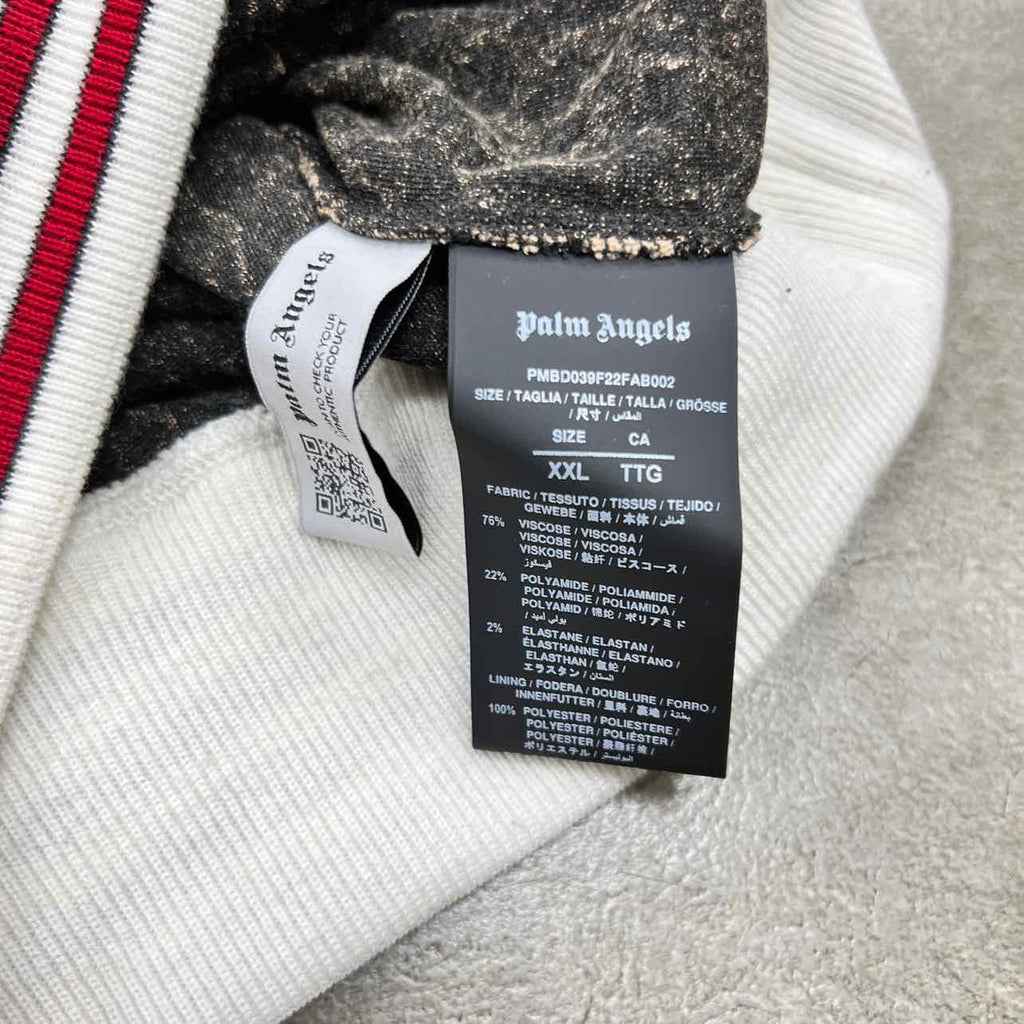 Palm Angels
TO CHECK YOUR
AUTHENTIC PRODUCT
Palm Angels
PMBD039F22FAB002
SIZE / TAGLIA / TAILLE / TALLA / GRÖSSE
/ 尺寸 / المقاس
SIZE CA
XXL TTG
FABRIC / TESSUTO / TISSUS / TEJIDO /
GEWEBE / 面料 / 本体 / قماش
76% VISCOSE / VISCOSA /
VISCOSE / VISCOSA /
VISKOSE / 粘纤 / ビスコース /
فيسكوز
22% POLYAMIDE / POLIAMMIDE /
POLYAMIDE / POLIAMIDA /
POLYAMID / 锦纶 / ポリアミド
/ بولي أميد
2% ELASTANE / ELASTAN /
ÉLASTHANNE / ELASTANO /
ELASTHAN / 氨纶 /
エラスタン / الستان
LINING / FODERA / DOUBLURE / FORRO /
INNENFUTTER / 里料 / 裏地 / بطانة
100% POLYESTER / POLIESTERE /
POLYESTER / POLIÉSTER /
POLYESTER / 聚酯纤维 /
ポリエステル / البوليستر